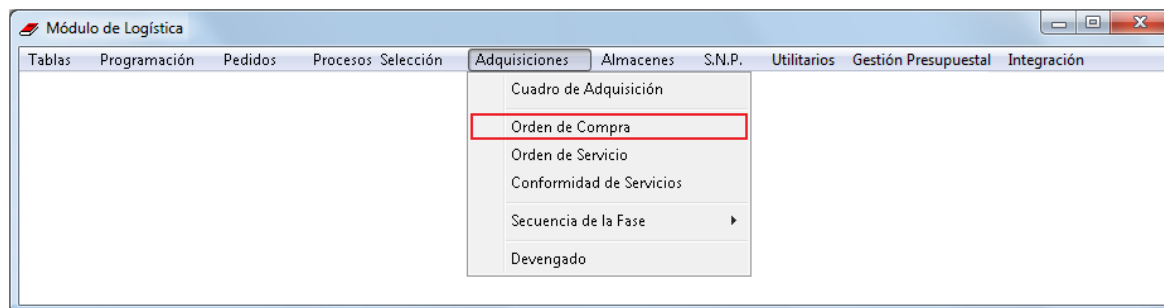 Módulo de Logística
Tablas Programación Pedidos Procesos Selección Adquisiciones Almacenes S.N.P. Utilitarios Gestión Presupuestal Integración
Cuadro de Adquisición
Orden de Compra
Orden de Servicio
Conformidad de Servicios
Secuencia de la Fase
Devengado